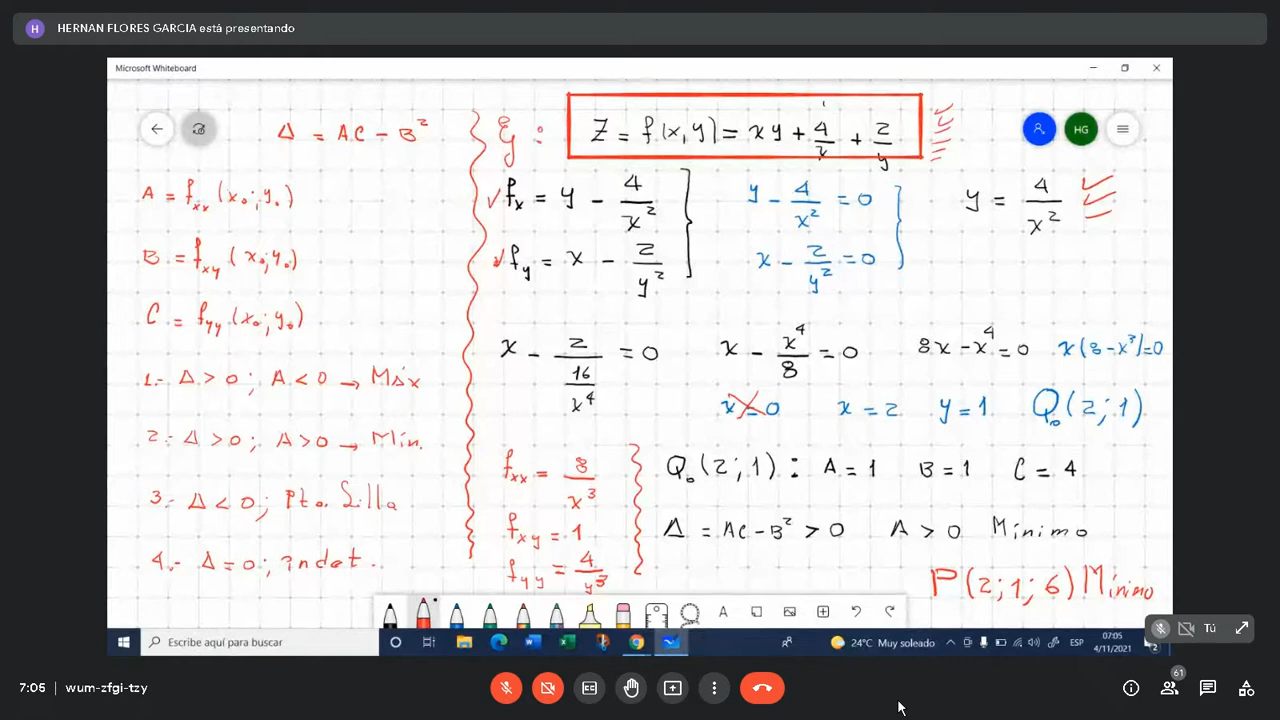 H HERNAN FLORES GARCIA está presentando
Microsoft Whiteboard
HG
Δ = AC - B²
A = fxx (x₀; y₀)
B = fxy (x₀; y₀)
C = fyy (x₀; y₀)
1.- Δ > 0; A < 0 → Máx
2.- Δ > 0; A > 0 → Mín.
3.- Δ < 0; Pto. Silla
4.- Δ = 0; indet.
Ej :
Z = f(x, y) = xy + 4/x + 2/y
fx = y - 4/x²
fy = x - 2/y²
y - 4/x² = 0
x - 2/y² = 0
y = 4/x²
x - 2/(16/x⁴) = 0
x - x⁴/8 = 0
8x - x⁴ = 0
x(8 - x³) = 0
x = 0
x = 2
y = 1
Q₀(2; 1)
fxx = 8/x³
fxy = 1
fyy = 4/y³
Q₀(2; 1) : A = 1 B = 1 C = 4
Δ = AC - B² > 0 A > 0 Mínimo
P(2; 1; 6) Mínimo
A
Tú
Escribe aquí para buscar
24°C Muy soleado
ESP
07:05
4/11/2021
2
7:05 wum-zfgi-tzy
61